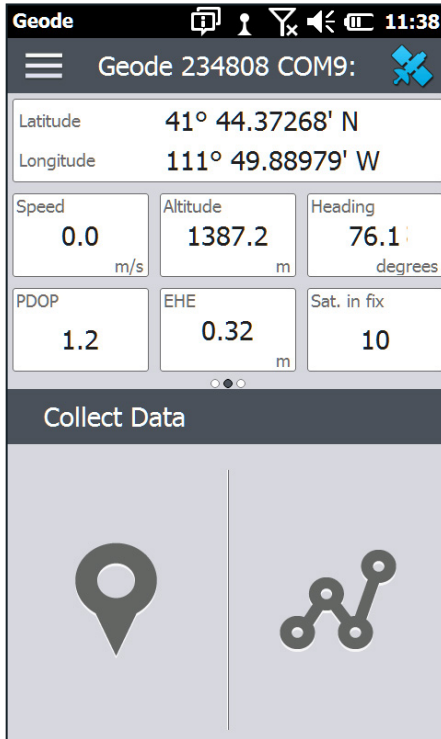 Geode 11:38
Geode 234808 COM9:
Latitude 41° 44.37268' N
Longitude 111° 49.88979' W
Speed Altitude Heading
0.0 1387.2 76.1
m/s m degrees
PDOP EHE Sat. in fix
1.2 0.32 10
m
Collect Data